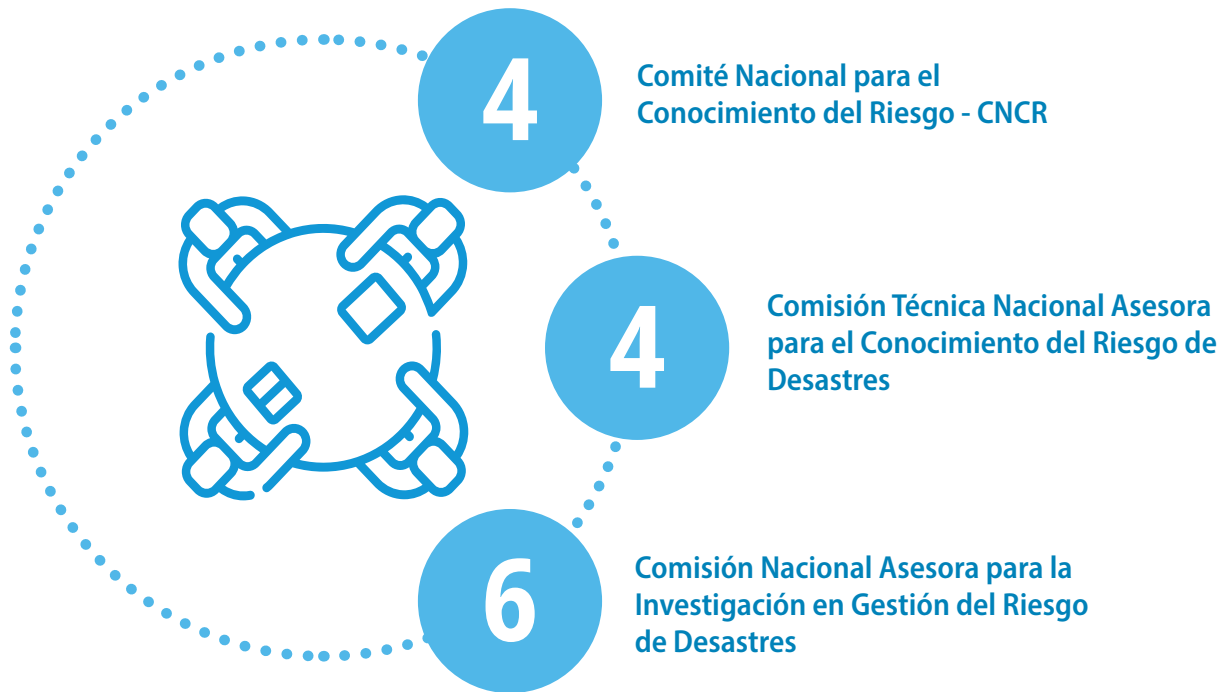 4
Comité Nacional para el
Conocimiento del Riesgo - CNCR
4
Comisión Técnica Nacional Asesora
para el Conocimiento del Riesgo de
Desastres
6
Comisión Nacional Asesora para la
Investigación en Gestión del Riesgo
de Desastres